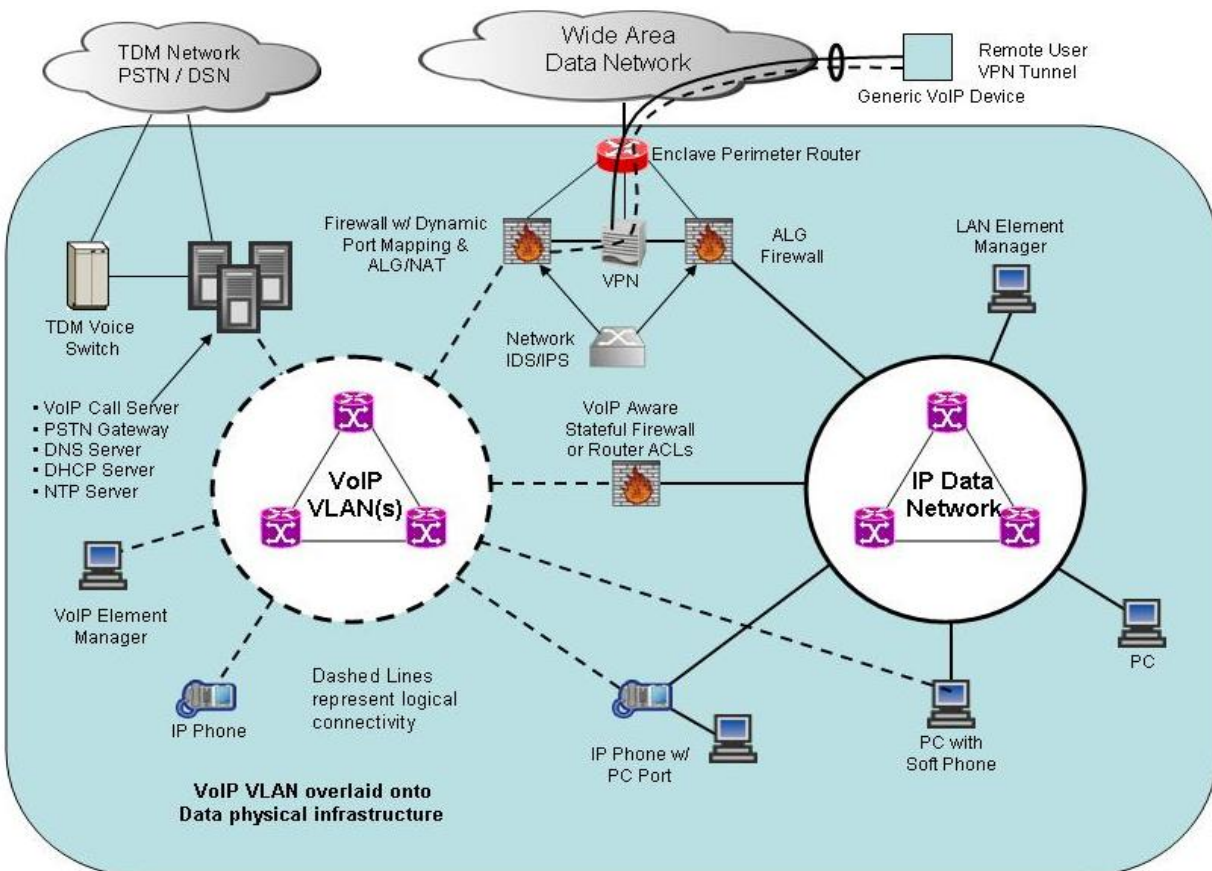 TDM Network
PSTN / DSN
Wide Area
Data Network
Remote User
VPN Tunnel
Generic VoIP Device
Enclave Perimeter Router
Firewall w/ Dynamic
Port Mapping &
ALG/NAT
VPN
ALG
Firewall
LAN Element
Manager
TDM Voice
Switch
Network
IDS/IPS
▪ VoIP Call Server
▪ PSTN Gateway
▪ DNS Server
▪ DHCP Server
▪ NTP Server
VoIP Aware
Stateful Firewall
or Router ACLs
VoIP
VLAN(s)
IP Data
Network
VoIP Element
Manager
PC
Dashed Lines
represent logical
connectivity
IP Phone
IP Phone w/
PC Port
PC with
Soft Phone
VoIP VLAN overlaid onto
Data physical infrastructure